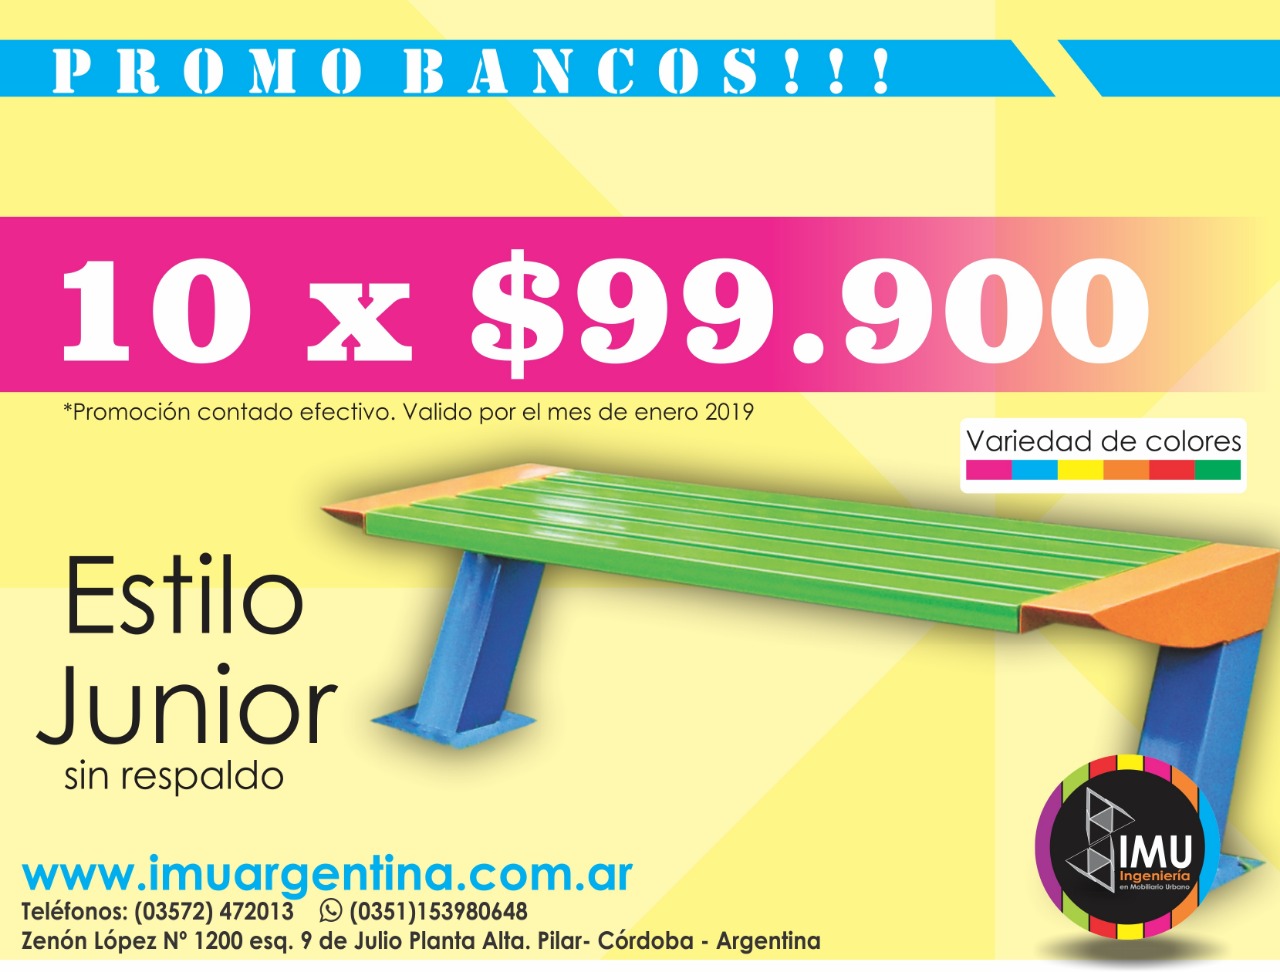 PROMO BANCOS!!!
10 x $99.900
*Promoción contado efectivo. Valido por el mes de enero 2019
Variedad de colores
Estilo
Junior
sin respaldo
www.imuargentina.com.ar
Teléfonos: (03572) 472013 (0351)153980648
Zenón López Nº 1200 esq. 9 de Julio Planta Alta. Pilar- Córdoba - Argentina
IMU
Ingeniería
en Mobiliario Urbano